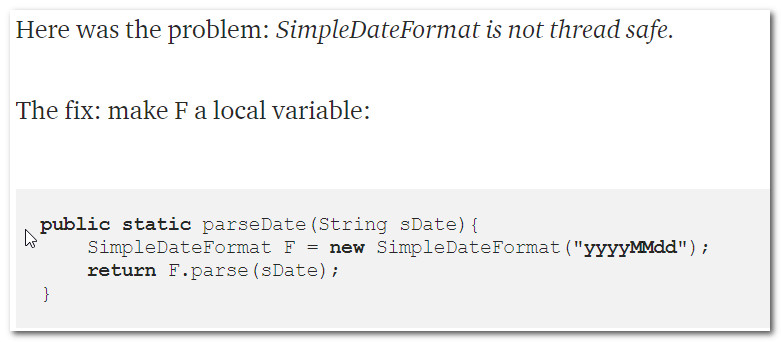 Here was the problem: SimpleDateFormat is not thread safe.
The fix: make F a local variable:
public static parseDate(String sDate){
    SimpleDateFormat F = new SimpleDateFormat("yyyyMMdd");
    return F.parse(sDate);
}